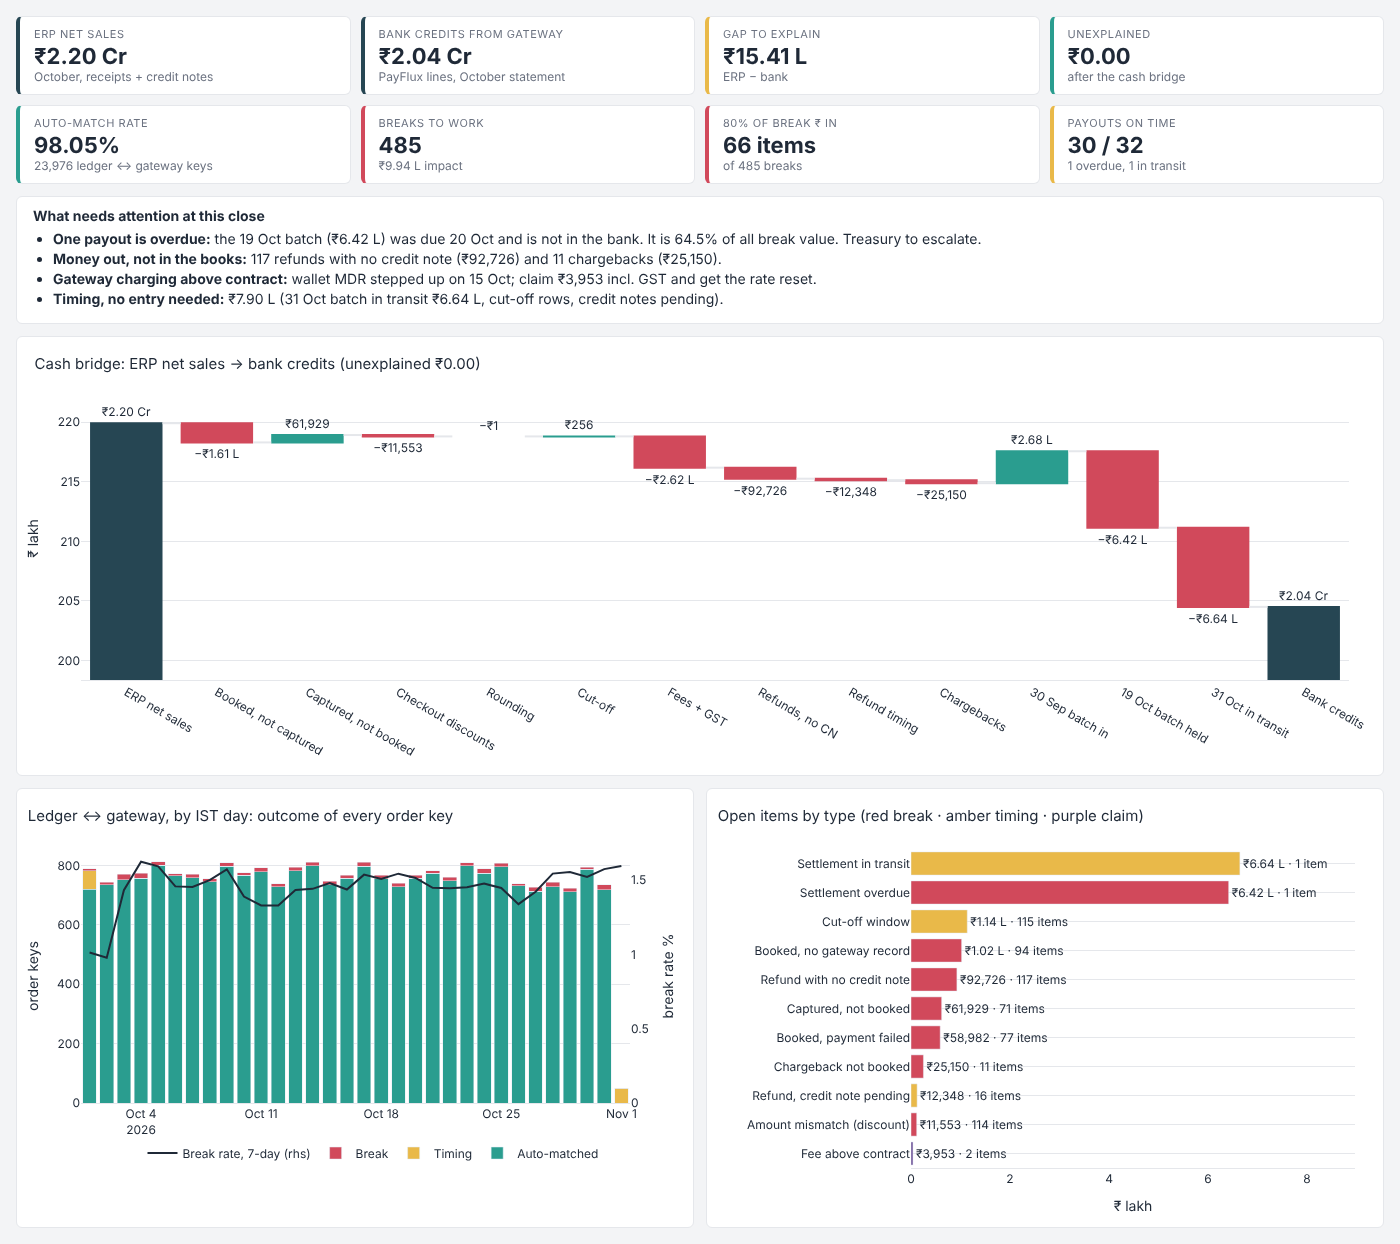 ERP NET SALES
₹2.20 Cr
October, receipts + credit notes
BANK CREDITS FROM GATEWAY
₹2.04 Cr
PayFlux lines, October statement
GAP TO EXPLAIN
₹15.41 L
ERP − bank
UNEXPLAINED
₹0.00
after the cash bridge
AUTO-MATCH RATE
98.05%
23,976 ledger ↔ gateway keys
BREAKS TO WORK
485
₹9.94 L impact
80% OF BREAK ₹ IN
66 items
of 485 breaks
PAYOUTS ON TIME
30 / 32
1 overdue, 1 in transit
What needs attention at this close
• One payout is overdue: the 19 Oct batch (₹6.42 L) was due 20 Oct and is not in the bank. It is 64.5% of all break value. Treasury to escalate.
• Money out, not in the books: 117 refunds with no credit note (₹92,726) and 11 chargebacks (₹25,150).
• Gateway charging above contract: wallet MDR stepped up on 15 Oct; claim ₹3,953 incl. GST and get the rate reset.
• Timing, no entry needed: ₹7.90 L (31 Oct batch in transit ₹6.64 L, cut-off rows, credit notes pending).
Cash bridge: ERP net sales → bank credits (unexplained ₹0.00)
₹ lakh
220
215
210
205
200
₹2.20 Cr
−₹1.61 L
₹61,929
−₹11,553
−₹1
₹256
−₹2.62 L
−₹92,726
−₹12,348
−₹25,150
₹2.68 L
−₹6.42 L
−₹6.64 L
₹2.04 Cr
ERP net sales
Booked, not captured
Captured, not booked
Checkout discounts
Rounding
Cut-off
Fees + GST
Refunds, no CN
Refund timing
Chargebacks
30 Sep batch in
19 Oct batch held
31 Oct in transit
Bank credits
Ledger ↔ gateway, by IST day: outcome of every order key
order keys
800
600
400
200
0
break rate %
1.5
1
0.5
0
Oct 4
2026
Oct 11
Oct 18
Oct 25
Nov 1
Break rate, 7-day (rhs)
Break
Timing
Auto-matched
Open items by type (red break · amber timing · purple claim)
Settlement in transit ₹6.64 L · 1 item
Settlement overdue ₹6.42 L · 1 item
Cut-off window ₹1.14 L · 115 items
Booked, no gateway record ₹1.02 L · 94 items
Refund with no credit note ₹92,726 · 117 items
Captured, not booked ₹61,929 · 71 items
Booked, payment failed ₹58,982 · 77 items
Chargeback not booked ₹25,150 · 11 items
Refund, credit note pending ₹12,348 · 16 items
Amount mismatch (discount) ₹11,553 · 114 items
Fee above contract ₹3,953 · 2 items
0
2
4
6
8
₹ lakh